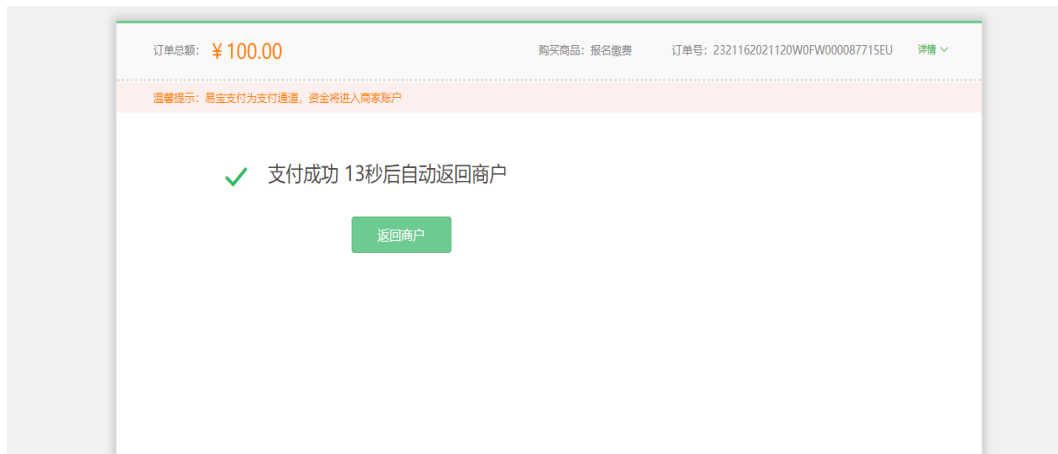 订单总额： ￥100.00 购买商品：报名缴费 订单号：2321162021120W0FW000087715EU 详情
温馨提示：易宝支付为支付通道，资金将进入商家账户
支付成功 13秒后自动返回商户
返回商户